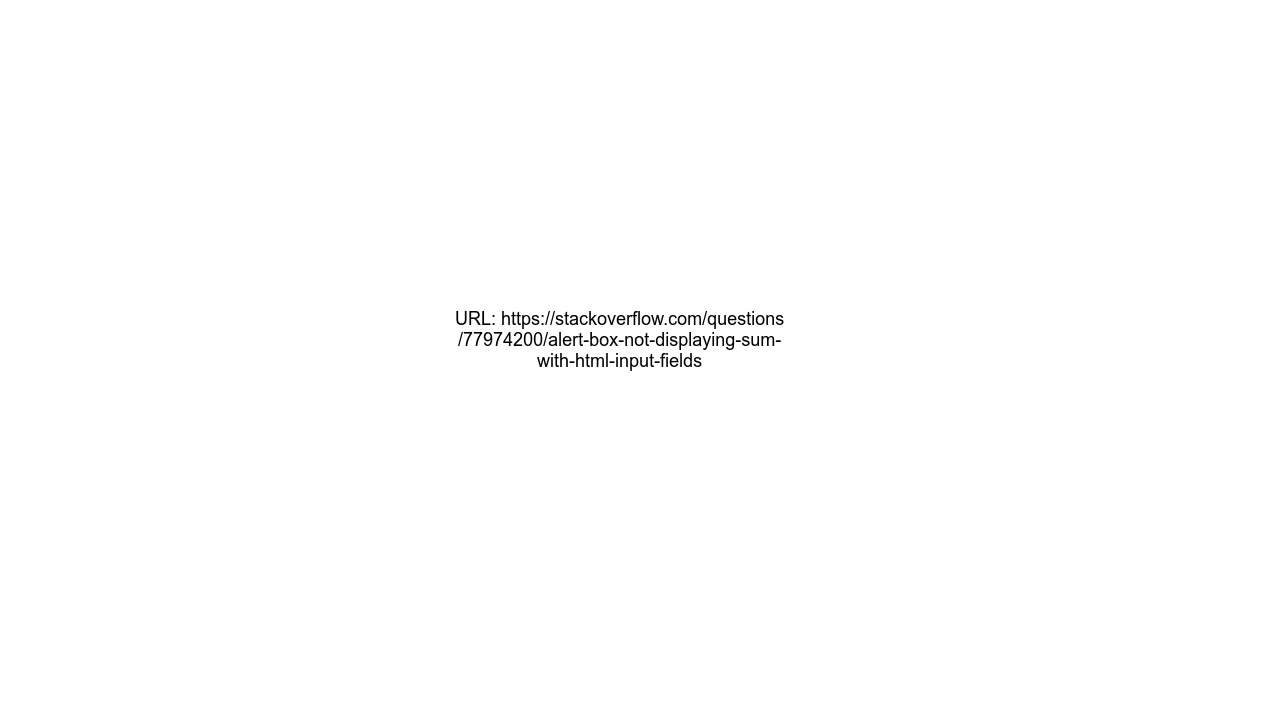 URL: https://stackoverflow.com/questions
/77974200/alert-box-not-displaying-sum-
with-html-input-fields